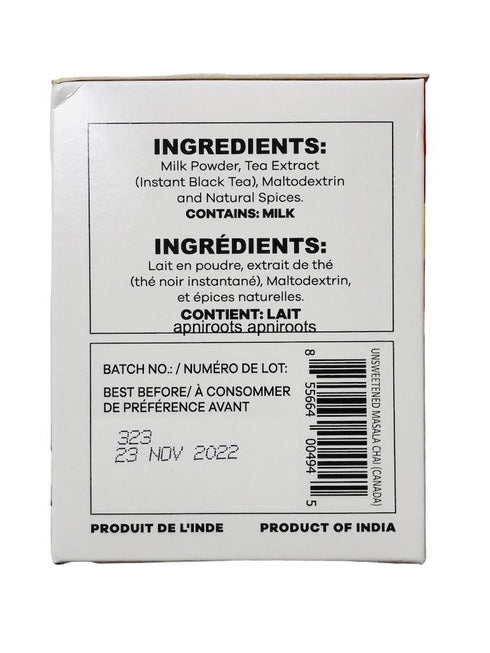 INGREDIENTS:
Milk Powder, Tea Extract
(Instant Black Tea), Maltodextrin
and Natural Spices.
CONTAINS: MILK
INGRÉDIENTS:
Lait en poudre, extrait de thé
(thé noir instantané), Maltodextrin,
et épices naturelles.
CONTIENT: LAIT
apniroots apniroots
BATCH NO.: / NUMÉRO DE LOT:
BEST BEFORE/ À CONSOMMER
DE PRÉFÉRENCE AVANT
323
23 NOV 2022
8 55664 00494 5
UNSWEETENED MASALA CHAI (CANADA)
PRODUIT DE L'INDE
PRODUCT OF INDIA